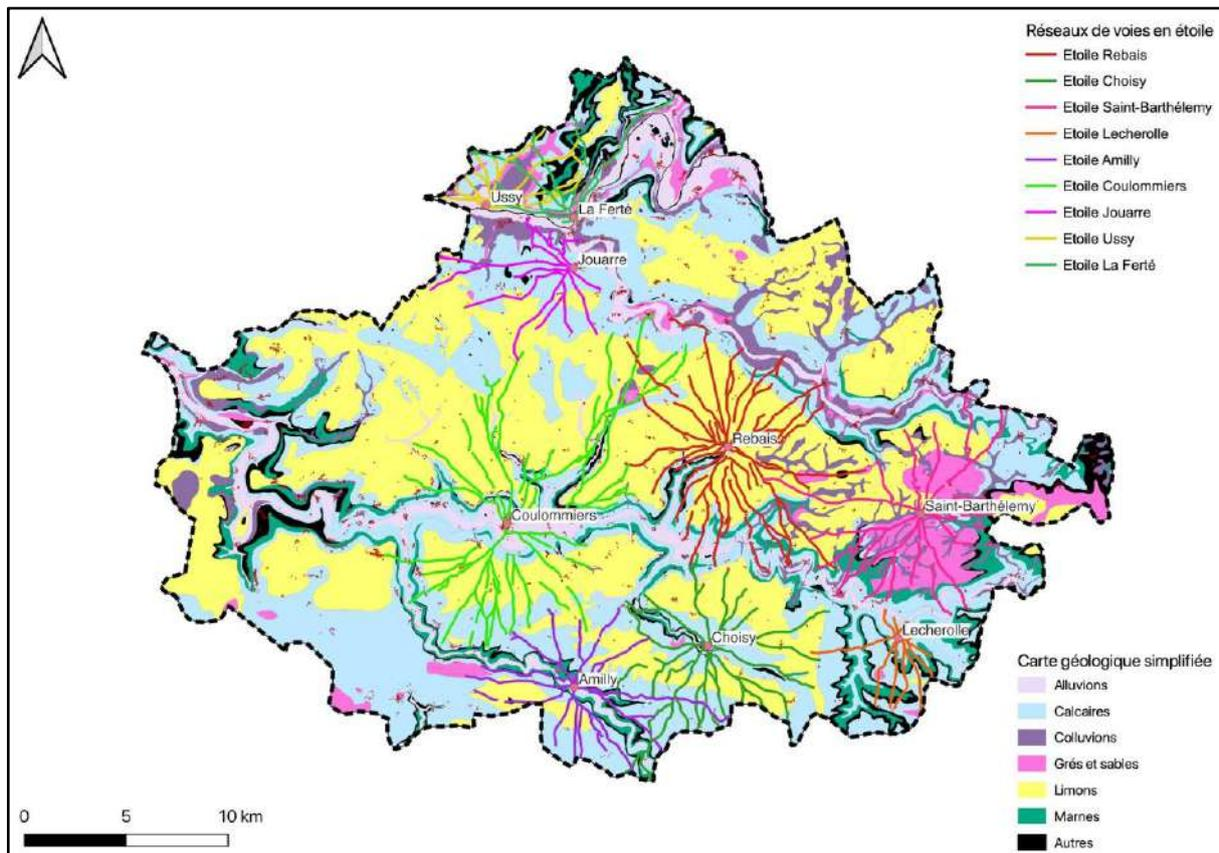 Réseaux de voies en étoile
Etoile Rebais
Etoile Choisy
Etoile Saint-Barthélemy
Etoile Lecherolle
Etoile Amilly
Etoile Coulommiers
Etoile Jouarre
Etoile Ussy
Etoile La Ferté
Ussy
La Ferté
Jouarre
Rebais
Saint-Barthélemy
Coulommiers
Choisy
Lecherolle
Amilly
Carte géologique simplifiée
Alluvions
Calcaires
Colluvions
Grés et sables
Limons
Marnes
Autres
0 5 10 km